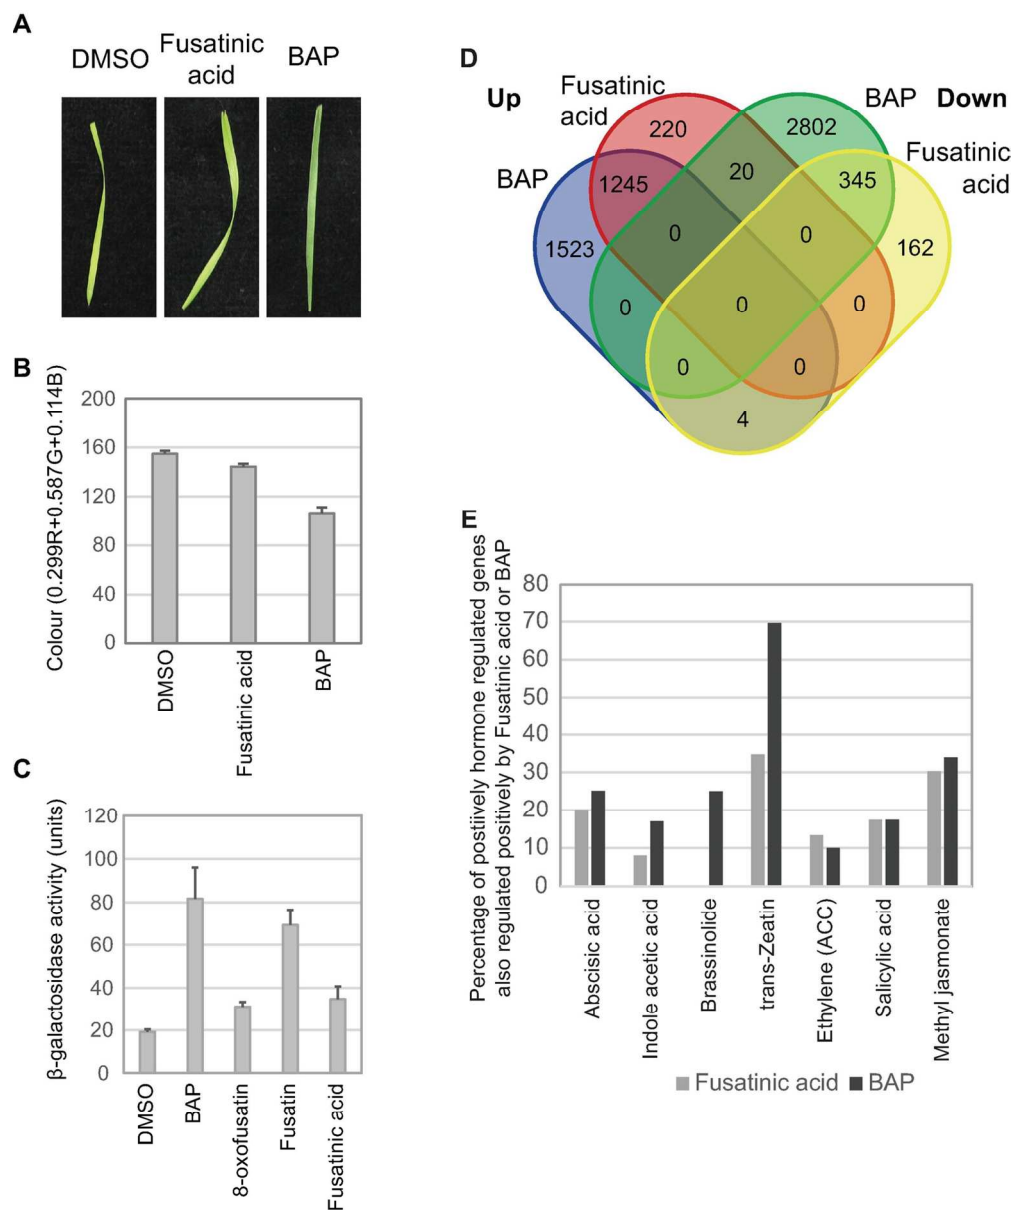 A
DMSO
Fusatinic
acid
BAP
B
Colour (0.299R+0.587G+0.114B)
200
160
120
80
40
0
DMSO
Fusatinic acid
BAP
C
β-galactosidase activity (units)
120
100
80
60
40
20
0
DMSO
BAP
8-oxofusatin
Fusatin
Fusatinic acid
D
Up
Fusatinic
acid
BAP
BAP
Down
Fusatinic
acid
220
2802
20
1245
345
0
0
1523
162
0
0
0
0
0
4
E
Percentage of postiively hormone regulated genes
also regulated positively by Fusatinic acid or BAP
80
70
60
50
40
30
20
10
0
Abscisic acid
Indole acetic acid
Brassinolide
trans-Zeatin
Ethylene (ACC)
Salicylic acid
Methyl jasmonate
Fusatinic acid
BAP